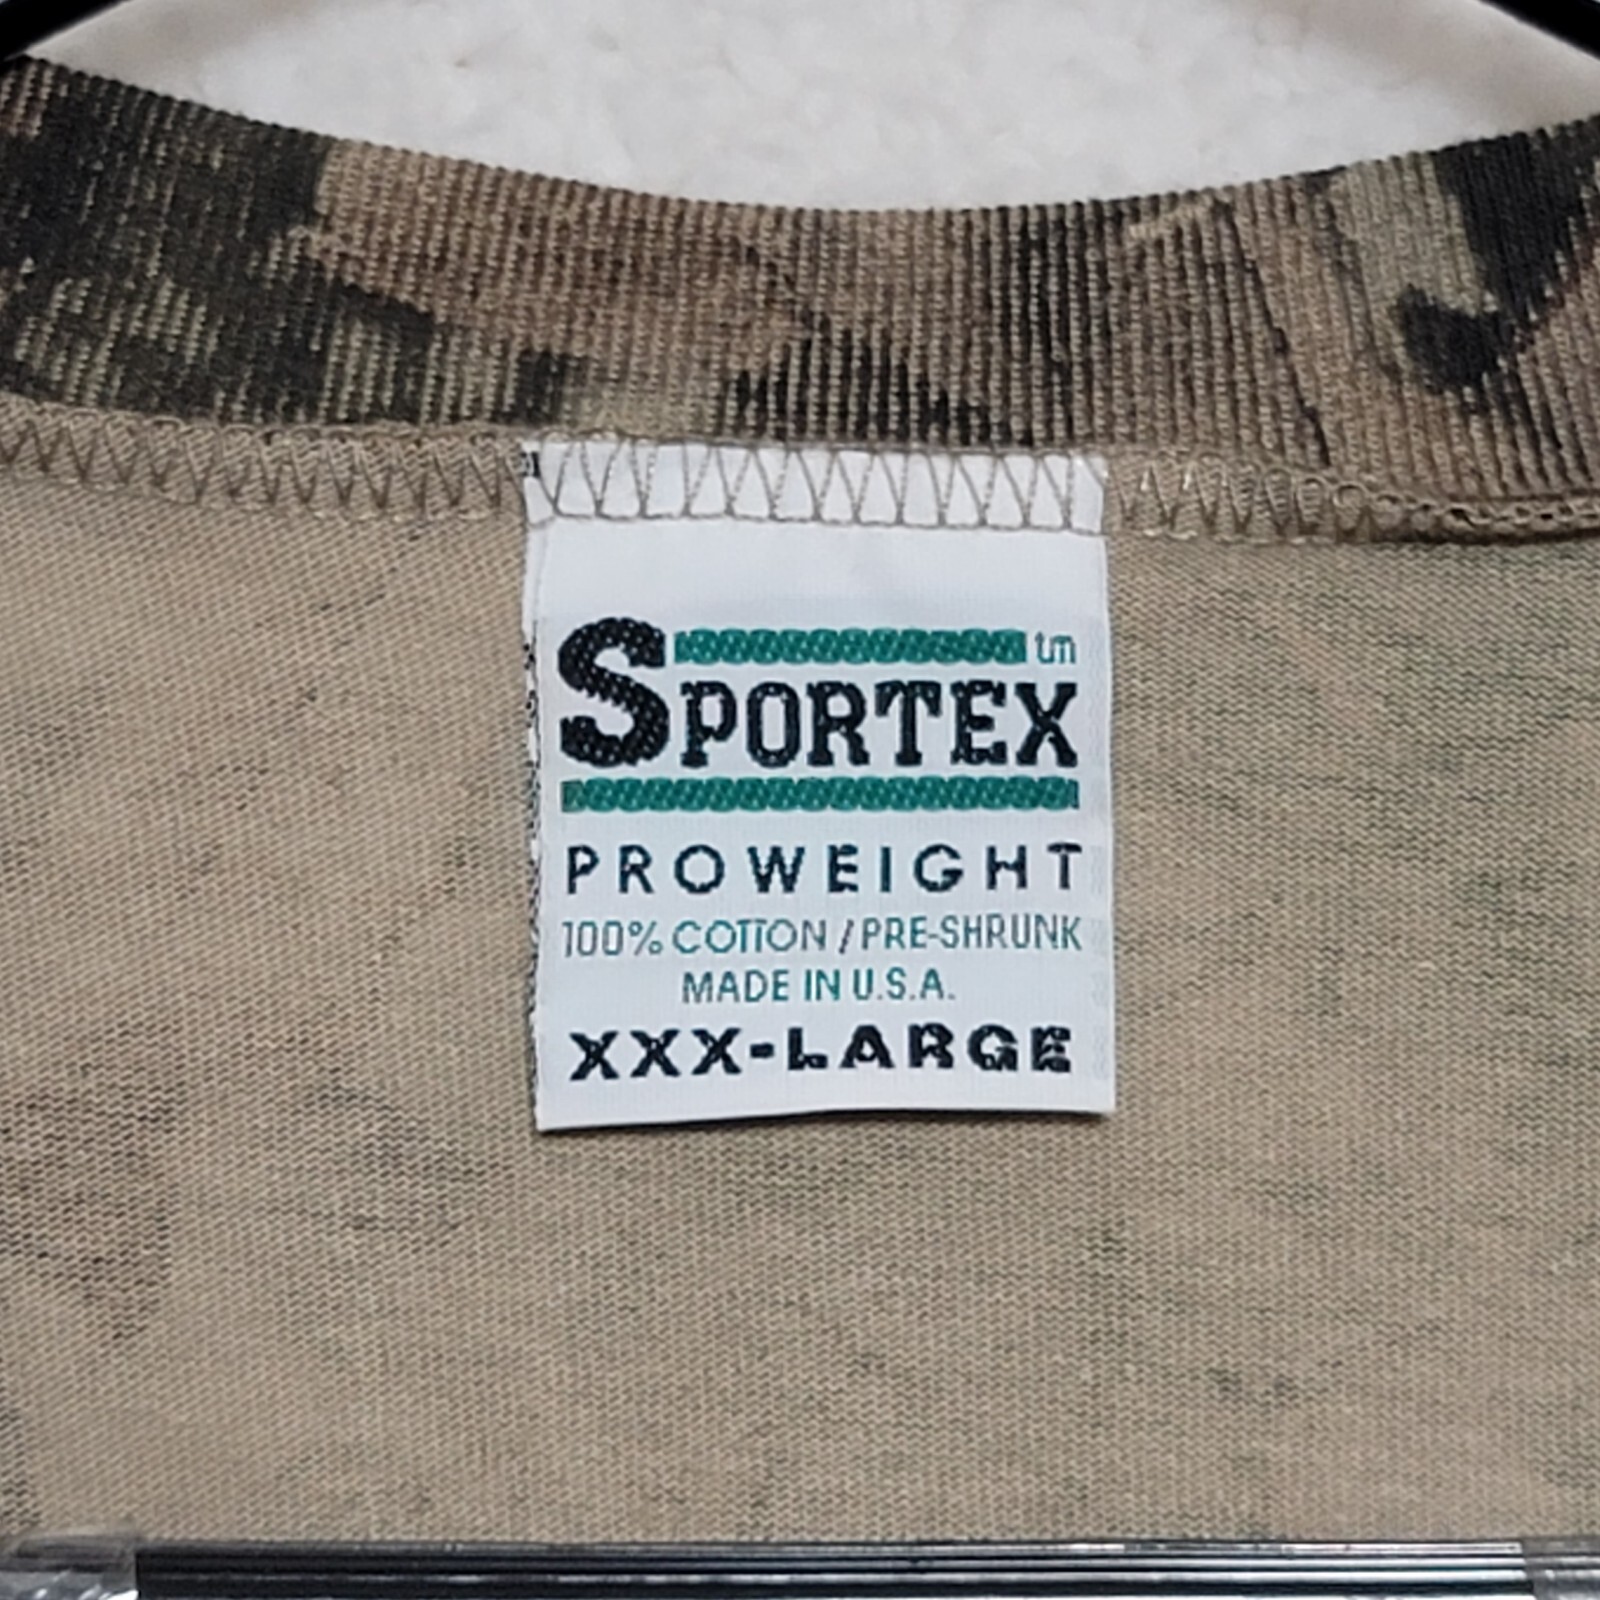 SPORTEX tm
PROWEIGHT
100% COTTON / PRE-SHRUNK
MADE IN U.S.A.
XXX-LARGE